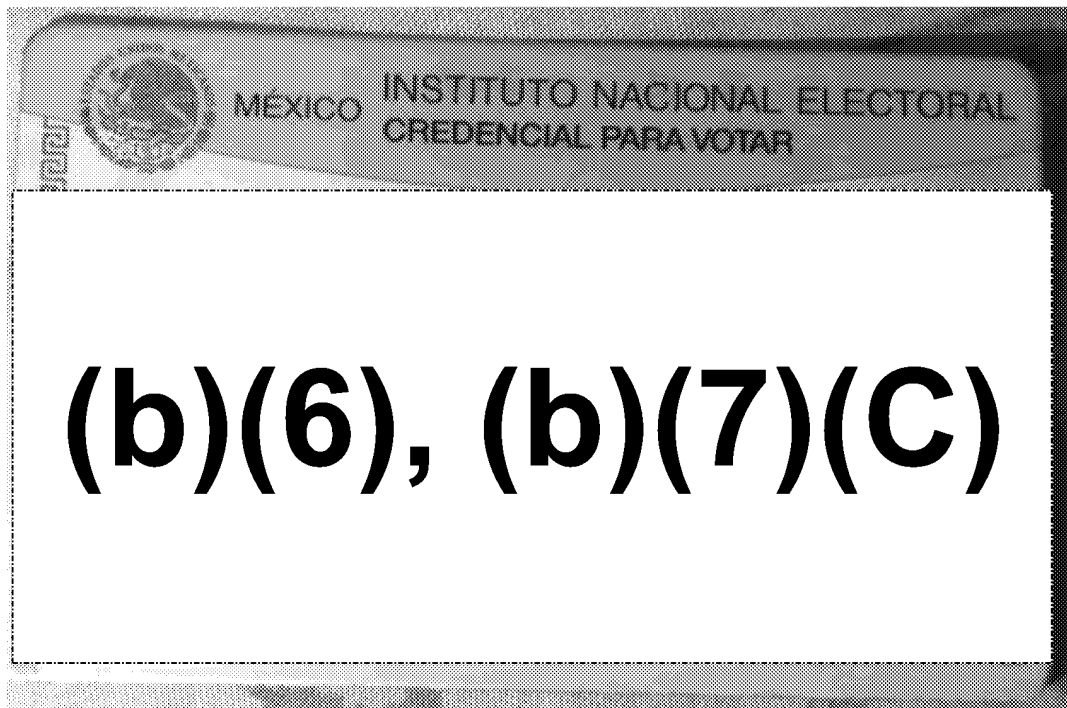 MÉXICO INSTITUTO NACIONAL ELECTORAL
CREDENCIAL PARA VOTAR
(b)(6), (b)(7)(C)